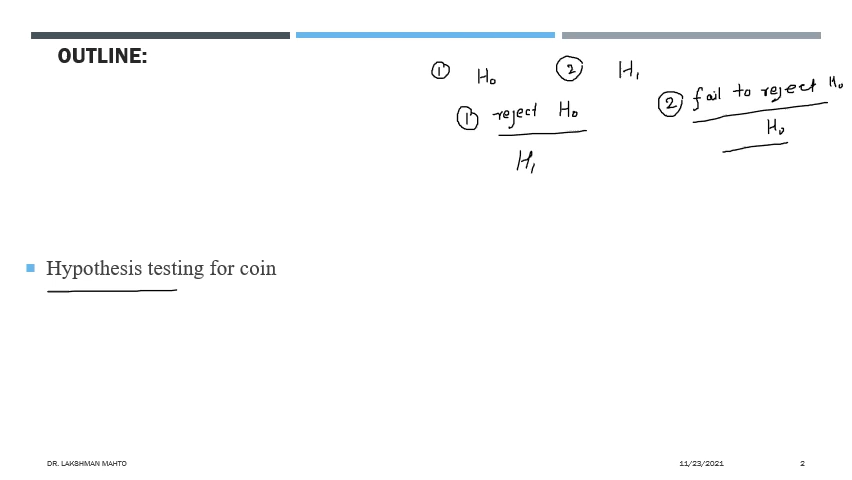 OUTLINE:
① H₀ ② H₁
① reject H₀ ② fail to reject H₀
H₁ H₀
Hypothesis testing for coin
DR. LAKSHMAN MAHTO 11/23/2021 2